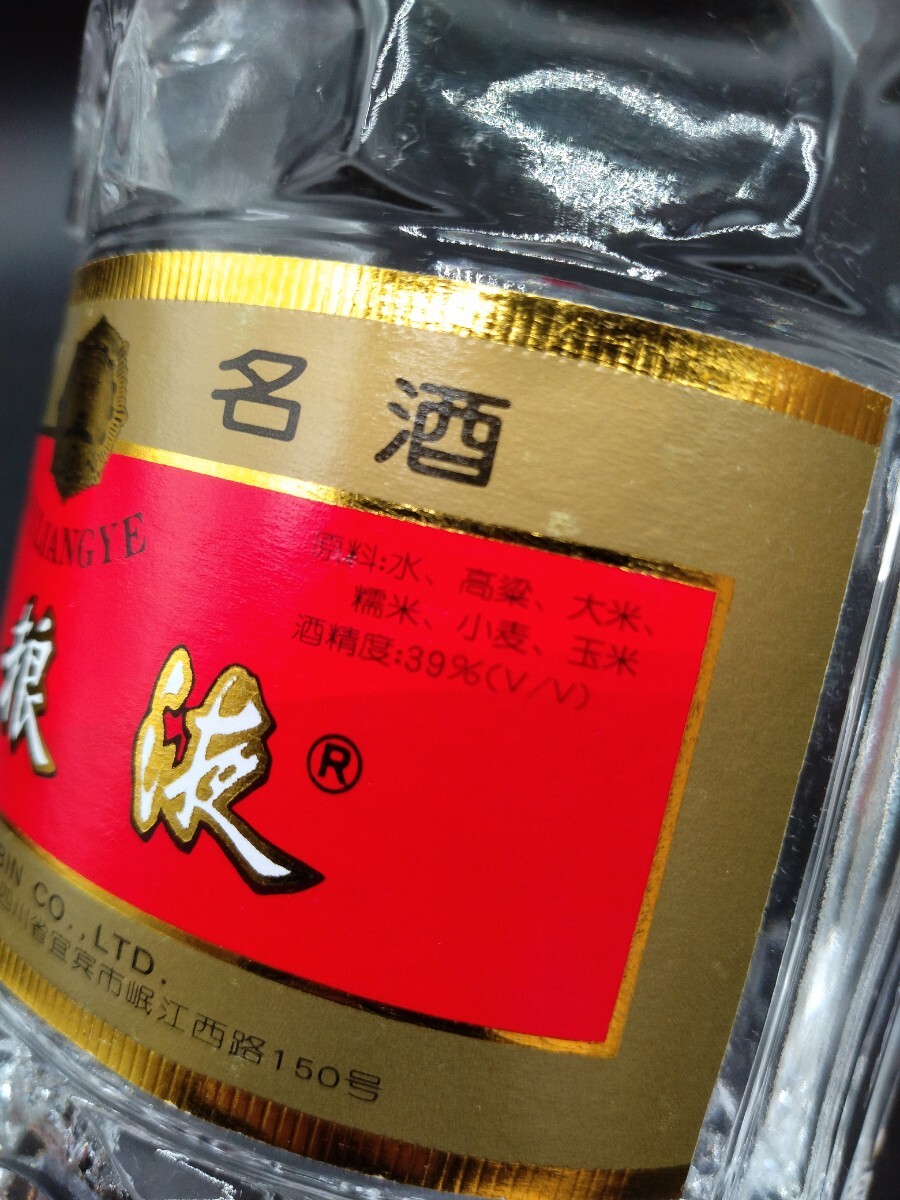 名酒
LIANGYE
原料:水、高粱、大米、
糯米、小麦、玉米
酒精度:39%(V/V)
粮液®
BIN CO.,LTD.
四川省宜宾市岷江西路150号